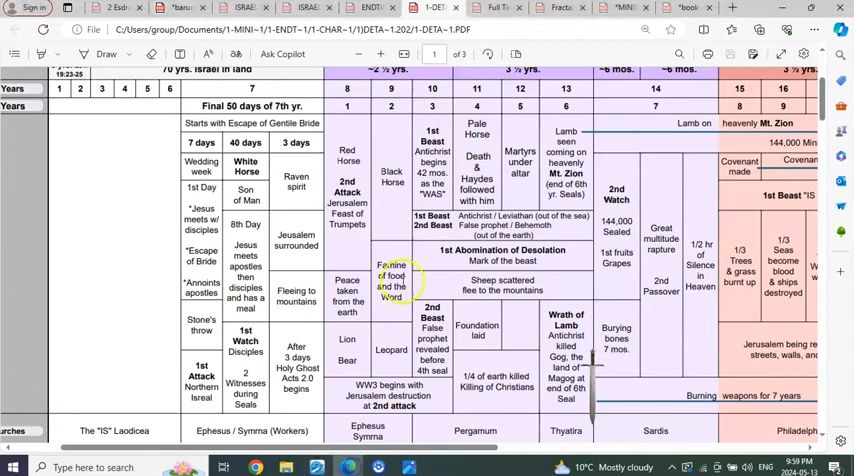 Sign in
2 Esdr
*baruc
ISRAEL
ISRAEL
ENDTI
1-DETA
Full Tim
Fractal
*MINIS
*book
File
C:/Users/group/Documents/1-MINI~1/1-ENDT~1/1-CHAR~1/1)DETA~1.202/1-DETA~1.PDF
Draw
Ask Copilot
1
of 3
19:23-25
70 yrs. Israel in land
~2 ½ yrs.
3 ½ yrs.
~6 mos.
~6 mos.
3 ½ yrs
Years
1 2 3 4 5 6 7 8 9 10 11 12 13 14 15 16
Years
Final 50 days of 7th yr.
1 2 3 4 5 6 7 8 9
Starts with Escape of Gentile Bride
7 days
40 days
3 days
Wedding
week
1st Day
*Jesus
meets w/
disciples
*Escape
of Bride
*Annoints
apostles
Stone's
throw
1st
Attack
Northern
Isreal
White
Horse
Son
of Man
8th Day
Jesus
meets
apostles
then
disciples
and has a
meal
1st
Watch
Disciples
2
Witnesses
during
Seals
Raven
spirit
Jerusalem
surrounded
Fleeing to
mountains
After
3 days
Holy Ghost
Acts 2.0
begins
Red
Horse
2nd
Attack
Jerusalem
Feast of
Trumpets
Peace
taken
from the
earth
Lion
Bear
Black
Horse
Famine
of food
and the
Word
Leopard
WW3 begins with
Jerusalem destruction
at 2nd attack
1st
Beast
Antichrist
begins
42 mos.
as the
"WAS"
Pale
Horse
Death
&
Haydes
followed
with him
Martyrs
under
altar
Lamb
seen
coming on
heavenly
Mt. Zion
(end of 6th
yr. Seals)
1st Beast Antichrist / Leviathan (out of the sea)
2nd Beast False prophet / Behemoth
(out of the earth)
1st Abomination of Desolation
Mark of the beast
Sheep scattered
flee to the mountains
2nd
Beast
False
prophet
revealed
before
4th seal
Foundation
laid
1/4 of earth killed
Killing of Christians
Wrath of
Lamb
Antichrist
killed
Gog, the
land of
Magog at
end of 6th
Seal
Lamb on heavenly Mt. Zion
144,000 Mini
2nd
Watch
144,000
Sealed
1st fruits
Grapes
Great
multitude
rapture
2nd
Passover
1/2 hr
of
Silence
in
Heaven
Burying
bones
7 mos.
Burning weapons for 7 years
Covenant
made
Covena
1st Beast "IS
1/3
Trees
& grass
burnt up
1/3
Seas
become
blood
& ships
destroyed
Jerusalem being re
streets, walls, and
urches
The "IS" Laodicea
Ephesus / Symrna (Workers)
Ephesus
Symrna
Pergamum
Thyatira
Sardis
Philadelp
Type here to search
10°C Mostly cloudy
ENG
9:59 PM
2024-05-13